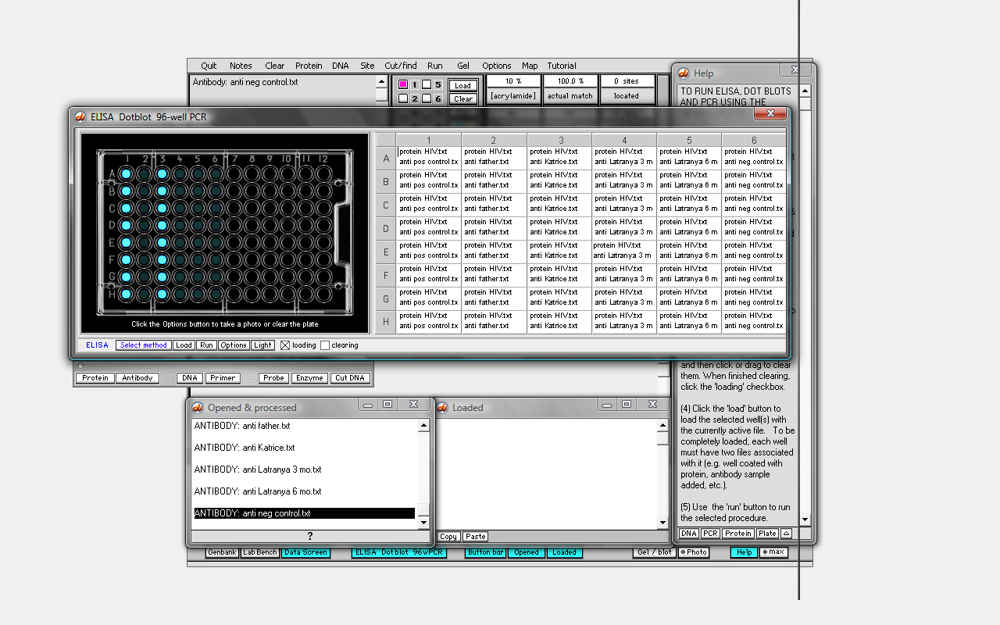 Quit Notes Clear Protein DNA Site Cut/find Run Gel Options Map Tutorial
Antibody: anti neg control.txt
1 5
2 6
Load
Clear
10 %
[acrylamide]
100.0 %
actual match
0 sites
located
Help
TO RUN ELISA, DOT BLOTS
AND PCR USING THE
ELISA Dotblot 96-well PCR
1 2 3 4 5 6 7 8 9 10 11 12
A
B
C
D
E
F
G
H
Click the Options button to take a photo or clear the plate
1 2 3 4 5 6
A
protein HIV.txt protein HIV.txt protein HIV.txt protein HIV.txt protein HIV.txt protein HIV.txt
anti pos control.tx anti father.txt anti Katrice.txt anti Latranya 3 m anti Latranya 6 m anti neg control.tx
B
protein HIV.txt protein HIV.txt protein HIV.txt protein HIV.txt protein HIV.txt protein HIV.txt
anti pos control.tx anti father.txt anti Katrice.txt anti Latranya 3 m anti Latranya 6 m anti neg control.tx
C
protein HIV.txt protein HIV.txt protein HIV.txt protein HIV.txt protein HIV.txt protein HIV.txt
anti pos control.tx anti father.txt anti Katrice.txt anti Latranya 3 m anti Latranya 6 m anti neg control.tx
D
protein HIV.txt protein HIV.txt protein HIV.txt protein HIV.txt protein HIV.txt protein HIV.txt
anti pos control.tx anti father.txt anti Katrice.txt anti Latranya 3 m anti Latranya 6 m anti neg control.tx
E
protein HIV.txt protein HIV.txt protein HIV.txt protein HIV.txt protein HIV.txt protein HIV.txt
anti pos control.tx anti father.txt anti Katrice.txt anti Latranya 3 m anti Latranya 6 m anti neg control.tx
F
protein HIV.txt protein HIV.txt protein HIV.txt protein HIV.txt protein HIV.txt protein HIV.txt
anti pos control.tx anti father.txt anti Katrice.txt anti Latranya 3 m anti Latranya 6 m anti neg control.tx
G
protein HIV.txt protein HIV.txt protein HIV.txt protein HIV.txt protein HIV.txt protein HIV.txt
anti pos control.tx anti father.txt anti Katrice.txt anti Latranya 3 m anti Latranya 6 m anti neg control.tx
H
protein HIV.txt protein HIV.txt protein HIV.txt protein HIV.txt protein HIV.txt protein HIV.txt
anti pos control.tx anti father.txt anti Katrice.txt anti Latranya 3 m anti Latranya 6 m anti neg control.tx
ELISA Select method Load Run Options Light loading clearing
Protein Antibody DNA Primer Probe Enzyme Cut DNA
and then click or drag to clear
them. When finished clearing,
click the 'loading' checkbox.
(4) Click the 'load' button to
load the selected well(s) with
the currently active file. To be
completely loaded, each well
must have two files associated
with it (e.g. well coated with
protein, antibody sample
added, etc.).
(5) Use the 'run' button to run
the selected procedure.
DNA PCR Protein Plate
Opened & processed
ANTIBODY: anti father.txt
ANTIBODY: anti Katrice.txt
ANTIBODY: anti Latranya 3 mo.txt
ANTIBODY: anti Latranya 6 mo.txt
ANTIBODY: anti neg control.txt
?
Loaded
Copy Paste
Genbank Lab Bench Data Screen ELISA Dot blot 96wPCR Button bar Opened Loaded Gel / blot Photo Help max